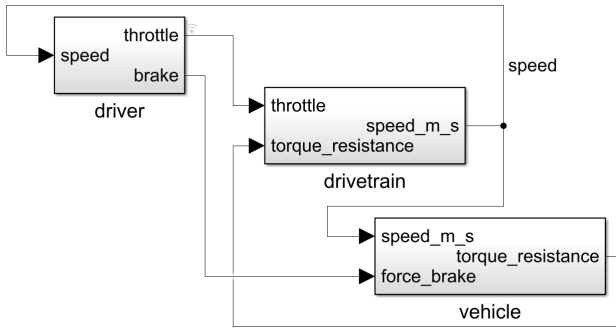 throttle
speed
brake
driver
speed
throttle
speed_m_s
torque_resistance
drivetrain
speed_m_s
torque_resistance
force_brake
vehicle